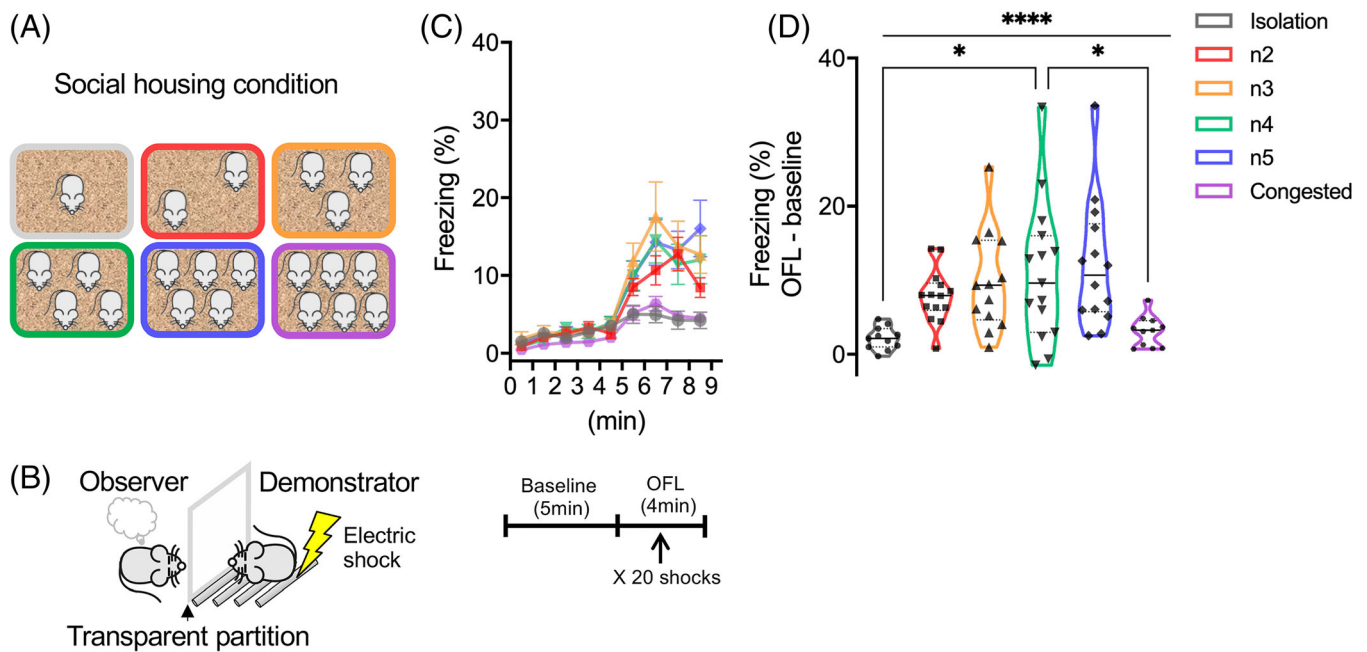 (A)
Social housing condition
(B)
Observer
Demonstrator
Electric
shock
Transparent partition
Baseline
(5min)
OFL
(4min)
X 20 shocks
(C)
Freezing (%)
40
30
20
10
0
0 1 2 3 4 5 6 7 8 9
(min)
(D)
Freezing (%)
OFL - baseline
40
20
0
****
*
*
Isolation
n2
n3
n4
n5
Congested